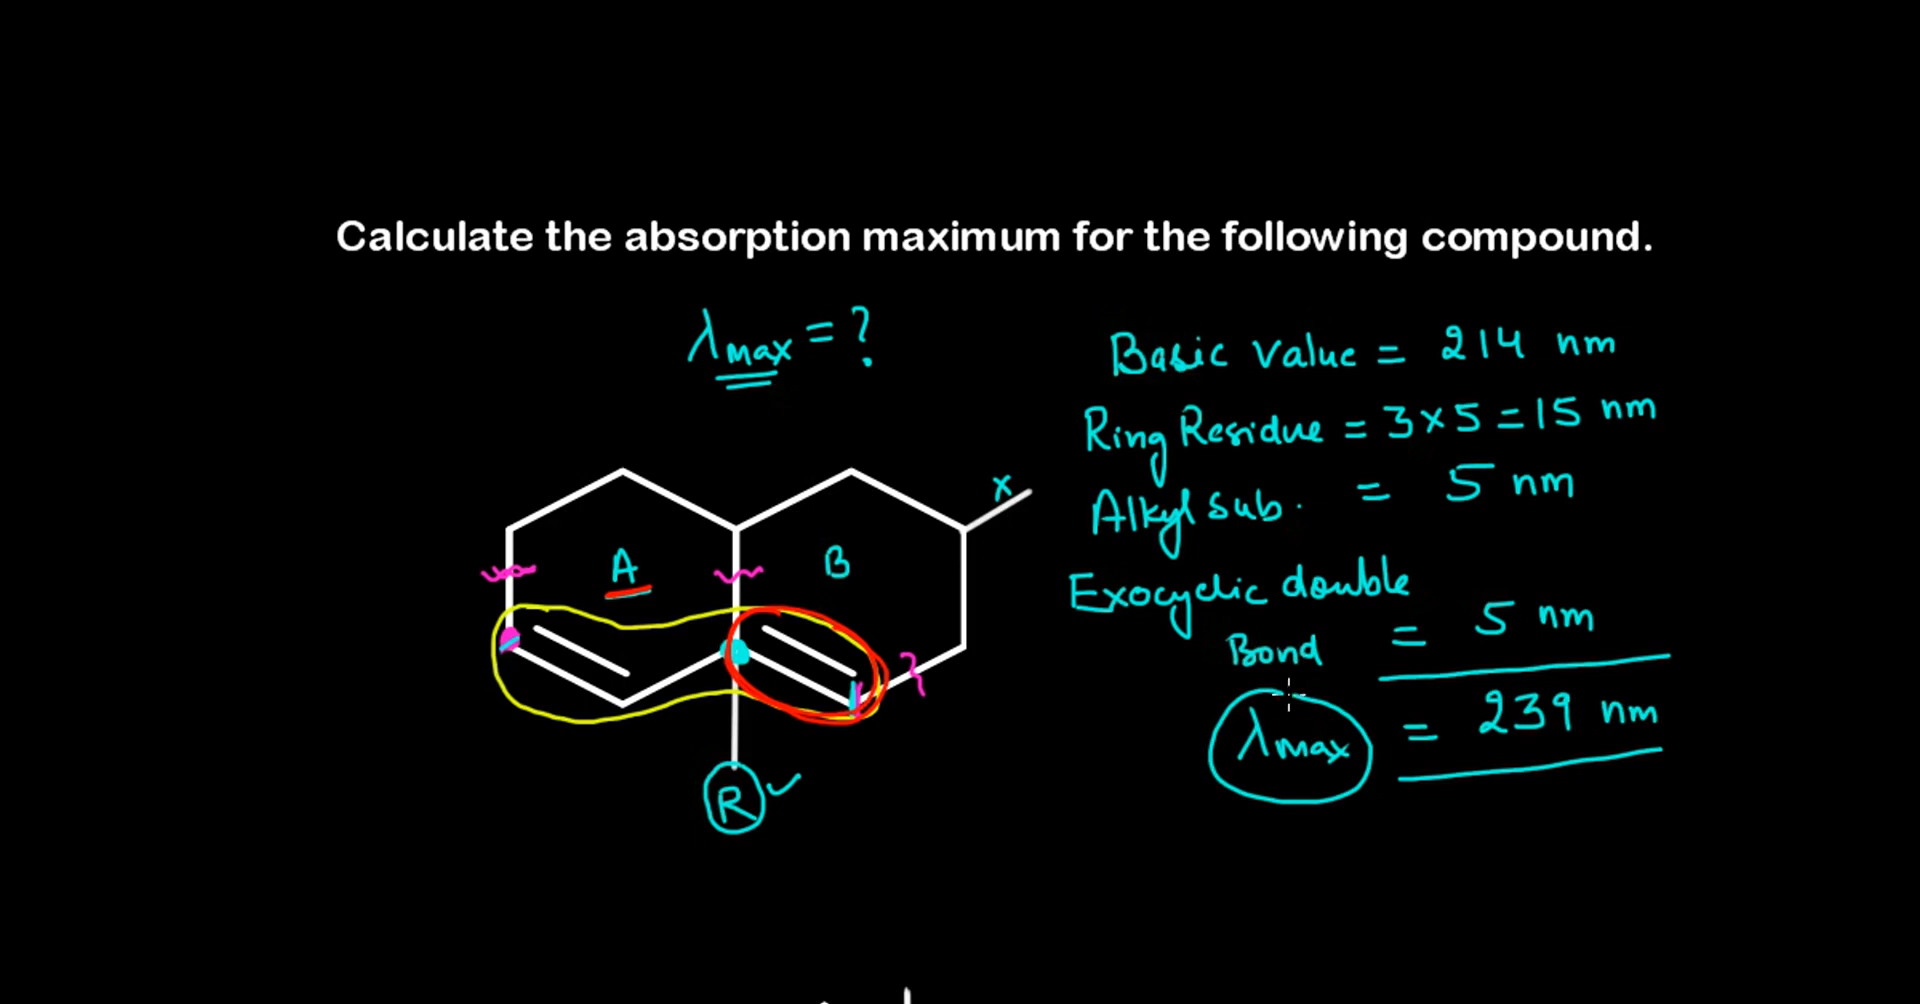 Calculate the absorption maximum for the following compound.
λmax = ?
Basic value = 214 nm
Ring Residue = 3×5 = 15 nm
Alkyl sub. = 5 nm
Exocyclic double
Bond = 5 nm
λmax = 239 nm
x
A
B
R